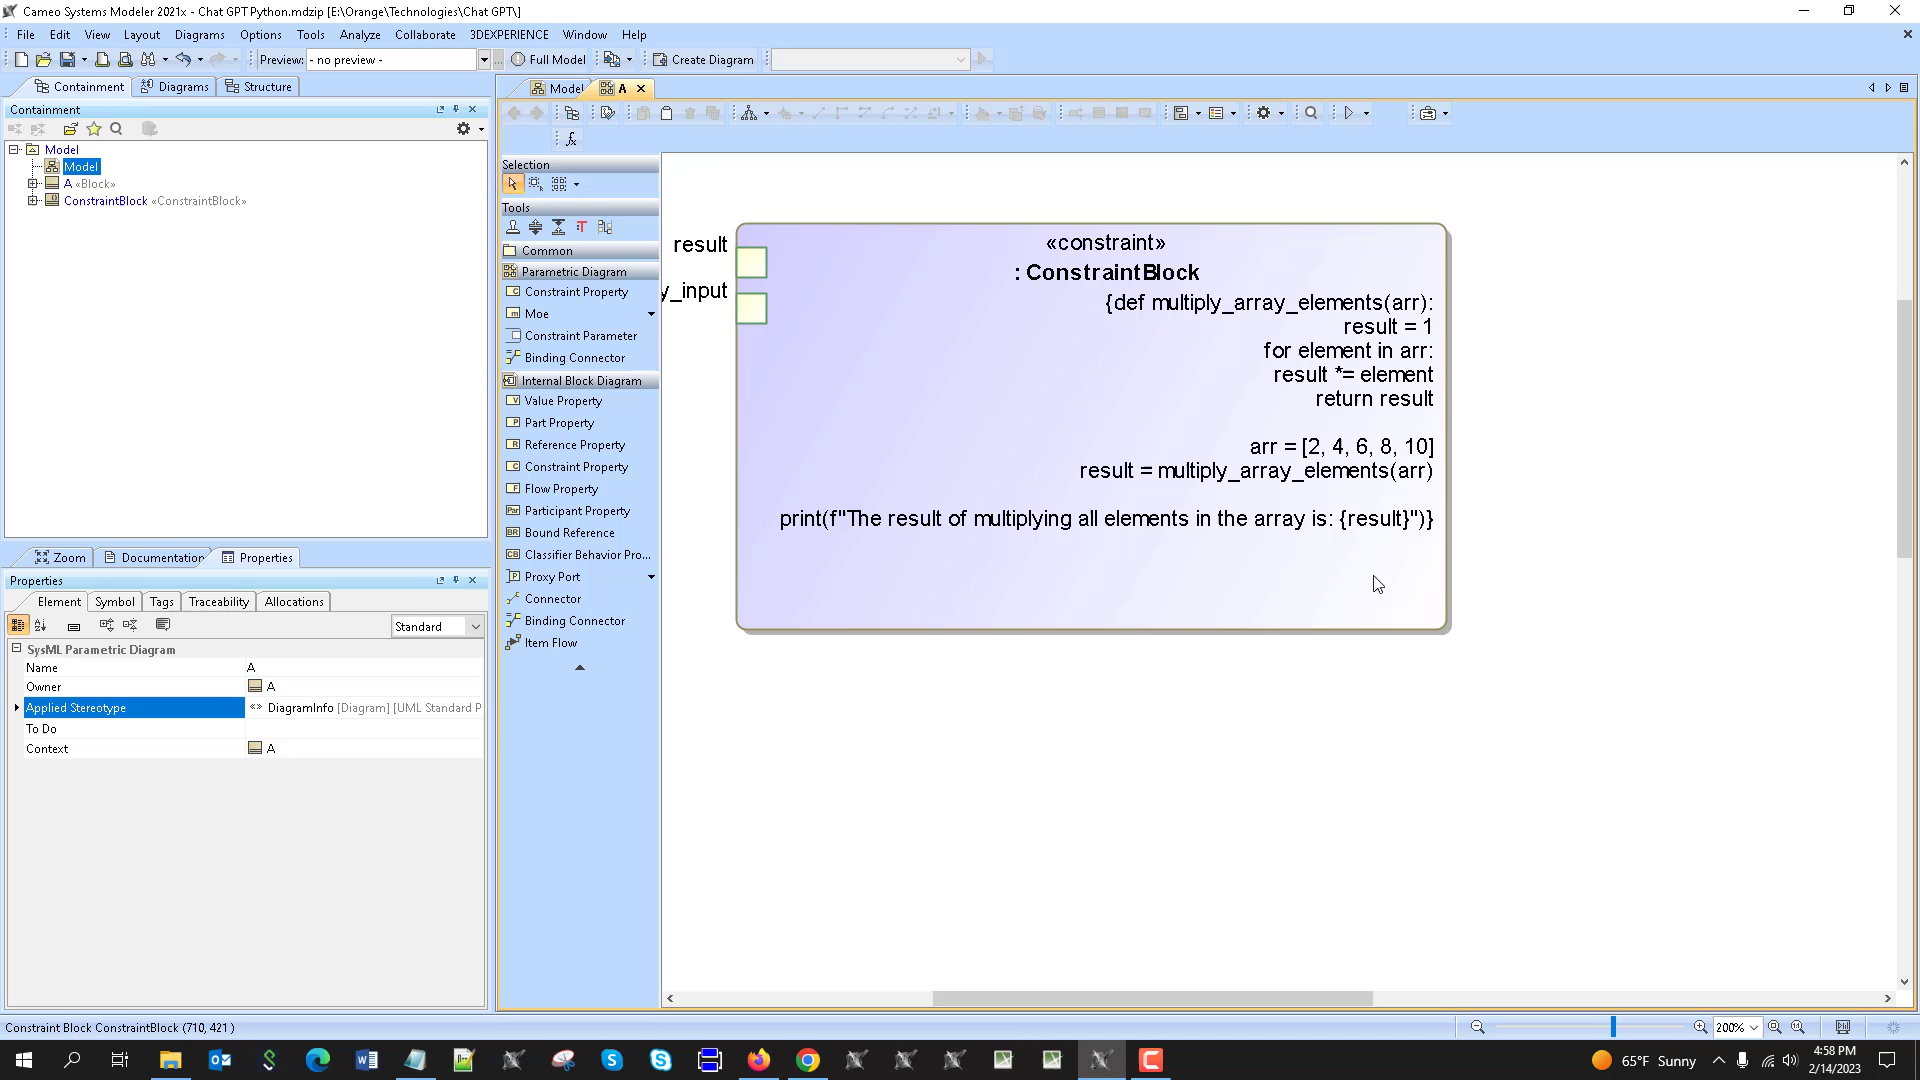 Cameo Systems Modeler 2021x - Chat GPT Python.mdzip [E:\Orange\Technologies\Chat GPT\]
File Edit View Layout Diagrams Options Tools Analyze Collaborate 3DEXPERIENCE Window Help
Preview: - no preview - ... Full Model Create Diagram
Containment Diagrams Structure
Containment
Model
Model
A «Block»
ConstraintBlock «ConstraintBlock»
Zoom Documentation Properties
Properties
Element Symbol Tags Traceability Allocations
Standard
SysML Parametric Diagram
Name A
Owner A
Applied Stereotype DiagramInfo [Diagram] [UML Standard P
To Do
Context A
Model A
Selection
Tools
Common
Parametric Diagram
Constraint Property
Moe
Constraint Parameter
Binding Connector
Internal Block Diagram
Value Property
Part Property
Reference Property
Constraint Property
Flow Property
Participant Property
Bound Reference
Classifier Behavior Pro...
Proxy Port
Connector
Binding Connector
Item Flow
result
y_input
«constraint»
: ConstraintBlock
{def multiply_array_elements(arr):
result = 1
for element in arr:
result *= element
return result
arr = [2, 4, 6, 8, 10]
result = multiply_array_elements(arr)
print(f"The result of multiplying all elements in the array is: {result}")}
Constraint Block ConstraintBlock (710, 421 )
200%
65°F Sunny
4:58 PM
2/14/2023